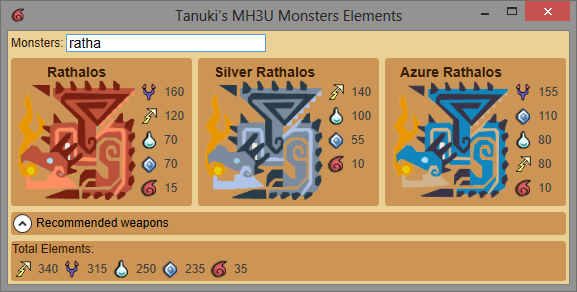 Tanuki's MH3U Monsters Elements
Monsters: ratha
Rathalos
160
120
70
70
15
Silver Rathalos
140
100
55
10
Azure Rathalos
155
110
80
80
10
Recommended weapons
Total Elements:
340 315 250 235 35